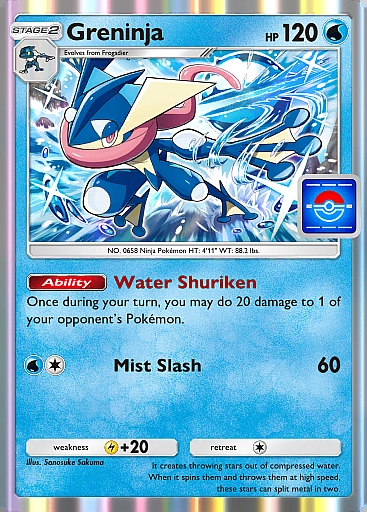 STAGE2 Greninja HP 120
Evolves from Frogadier
NO. 0658 Ninja Pokémon HT: 4'11" WT: 88.2 lbs.
Ability Water Shuriken
Once during your turn, you may do 20 damage to 1 of
your opponent's Pokémon.
Mist Slash 60
weakness +20 retreat
Illus. Sanosuke Sakuma
It creates throwing stars out of compressed water.
When it spins them and throws them at high speed,
these stars can split metal in two.